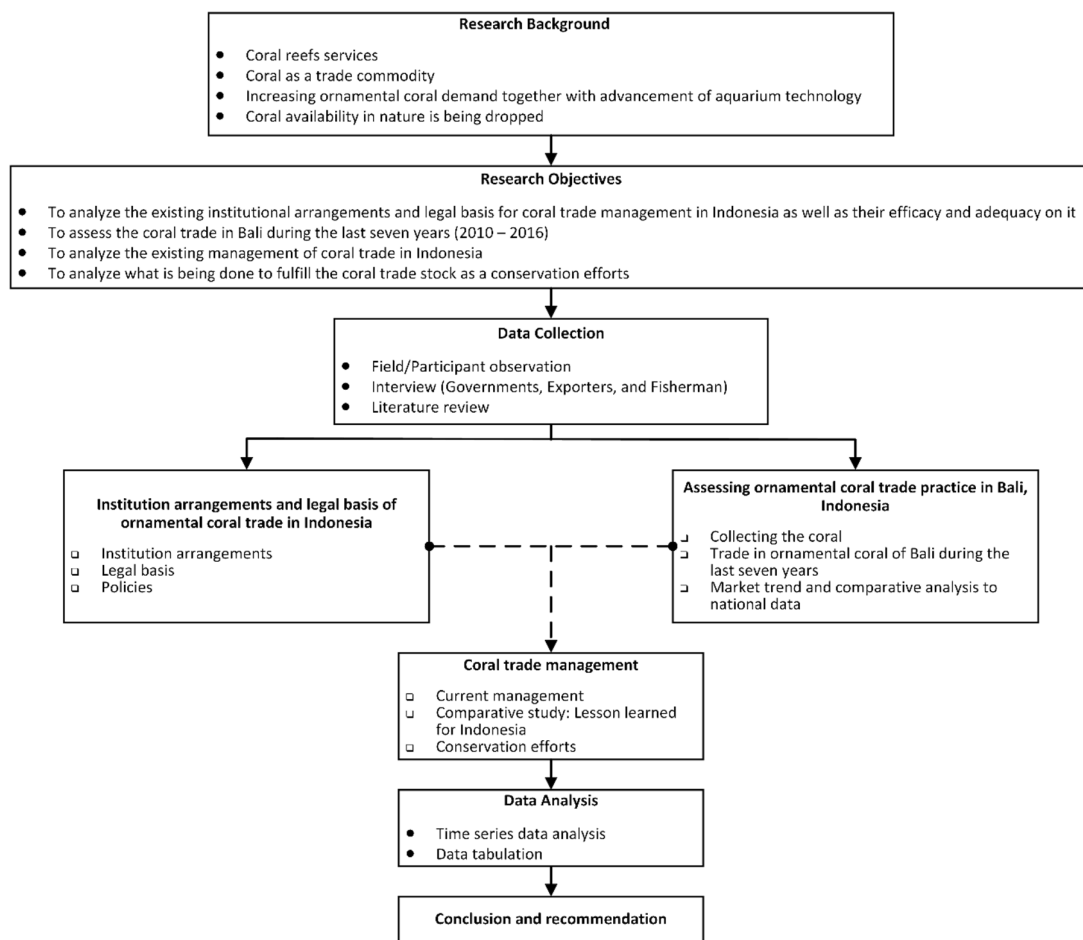 Research Background
● Coral reefs services
● Coral as a trade commodity
● Increasing ornamental coral demand together with advancement of aquarium technology
● Coral availability in nature is being dropped
Research Objectives
● To analyze the existing institutional arrangements and legal basis for coral trade management in Indonesia as well as their efficacy and adequacy on it
● To assess the coral trade in Bali during the last seven years (2010 – 2016)
● To analyze the existing management of coral trade in Indonesia
● To analyze what is being done to fulfill the coral trade stock as a conservation efforts
Data Collection
● Field/Participant observation
● Interview (Governments, Exporters, and Fisherman)
● Literature review
Institution arrangements and legal basis of
ornamental coral trade in Indonesia
❑ Institution arrangements
❑ Legal basis
❑ Policies
Assessing ornamental coral trade practice in Bali,
Indonesia
❑ Collecting the coral
❑ Trade in ornamental coral of Bali during the
last seven years
❑ Market trend and comparative analysis to
national data
Coral trade management
❑ Current management
❑ Comparative study: Lesson learned
for Indonesia
❑ Conservation efforts
Data Analysis
● Time series data analysis
● Data tabulation
Conclusion and recommendation